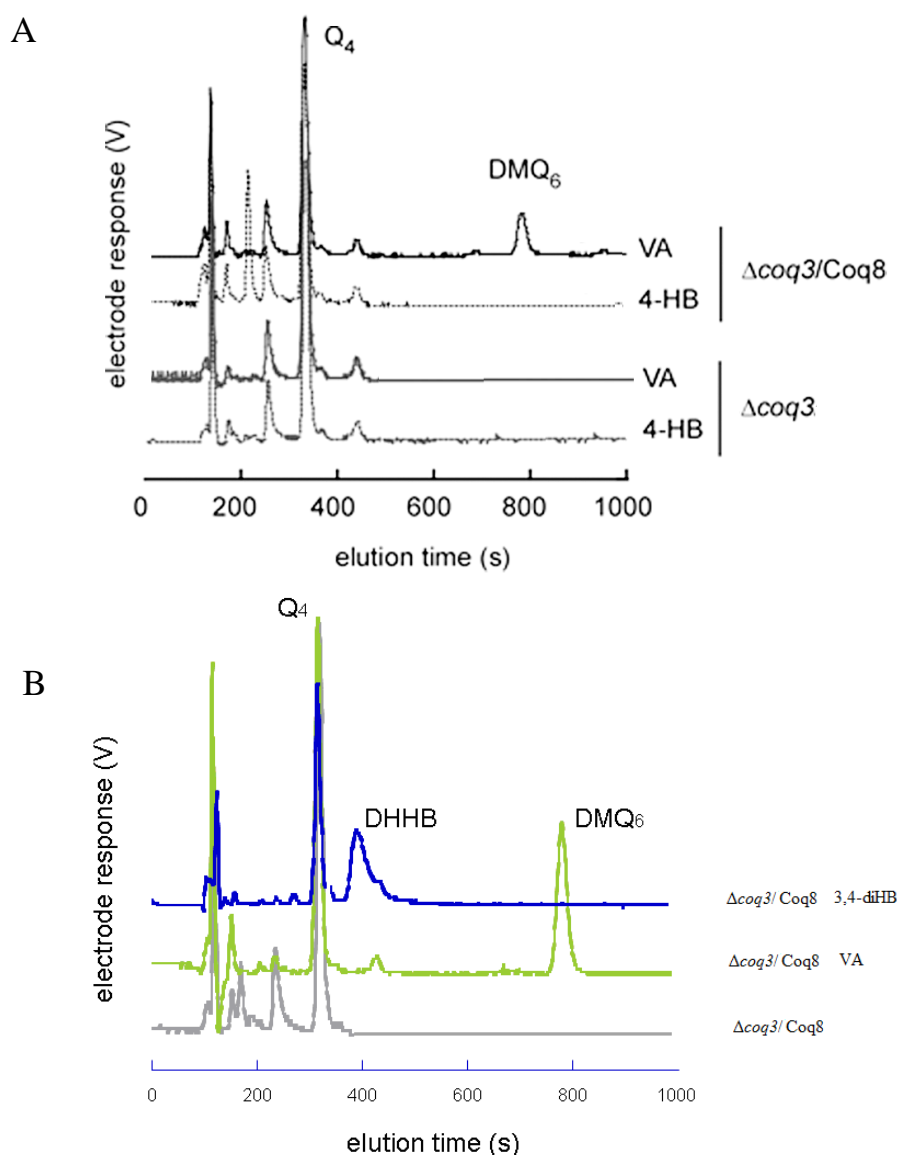 A
Q4
electrode response (V)
DMQ6
VA
4-HB
Δcoq3/Coq8
VA
4-HB
Δcoq3
0 200 400 600 800 1000
elution time (s)
B
Q4
electrode response (V)
DHHB
DMQ6
Δcoq3/ Coq8 3,4-diHB
Δcoq3/ Coq8 VA
Δcoq3/ Coq8
0 200 400 600 800 1000
elution time (s)